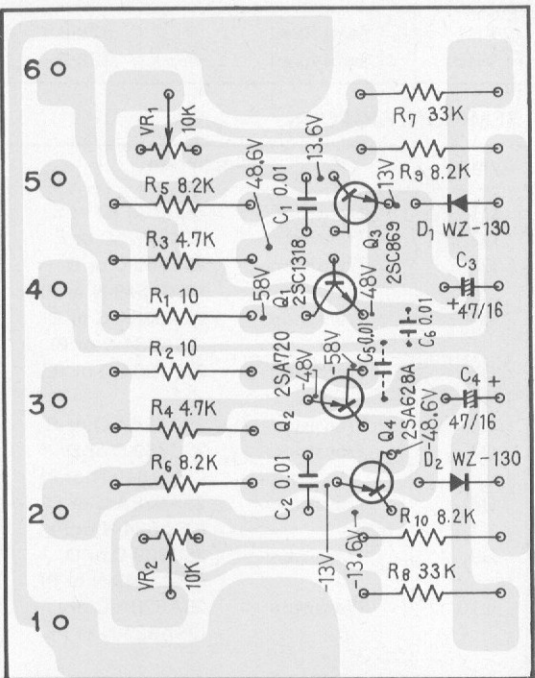 6
VR1
10K
R7 33K
R9 8.2K
13.6V
5
R5 8.2K
48.6V
C1 0.01
13V
D1 WZ-130
Q3
2SC869
R3 4.7K
Q1
2SC1318
C3
+47/16
4
R1 10
58V
48V
C6 0.01
C5 0.01
R2 10
-58V
-48V
Q2 2SA720
C4 +
47/16
3
R4 4.7K
Q4
2SA628A
-48.6V
D2 WZ-130
R6 8.2K
C2 0.01
2
R10 8.2K
VR2
10K
-13V
-13.6V
R8 33K
1